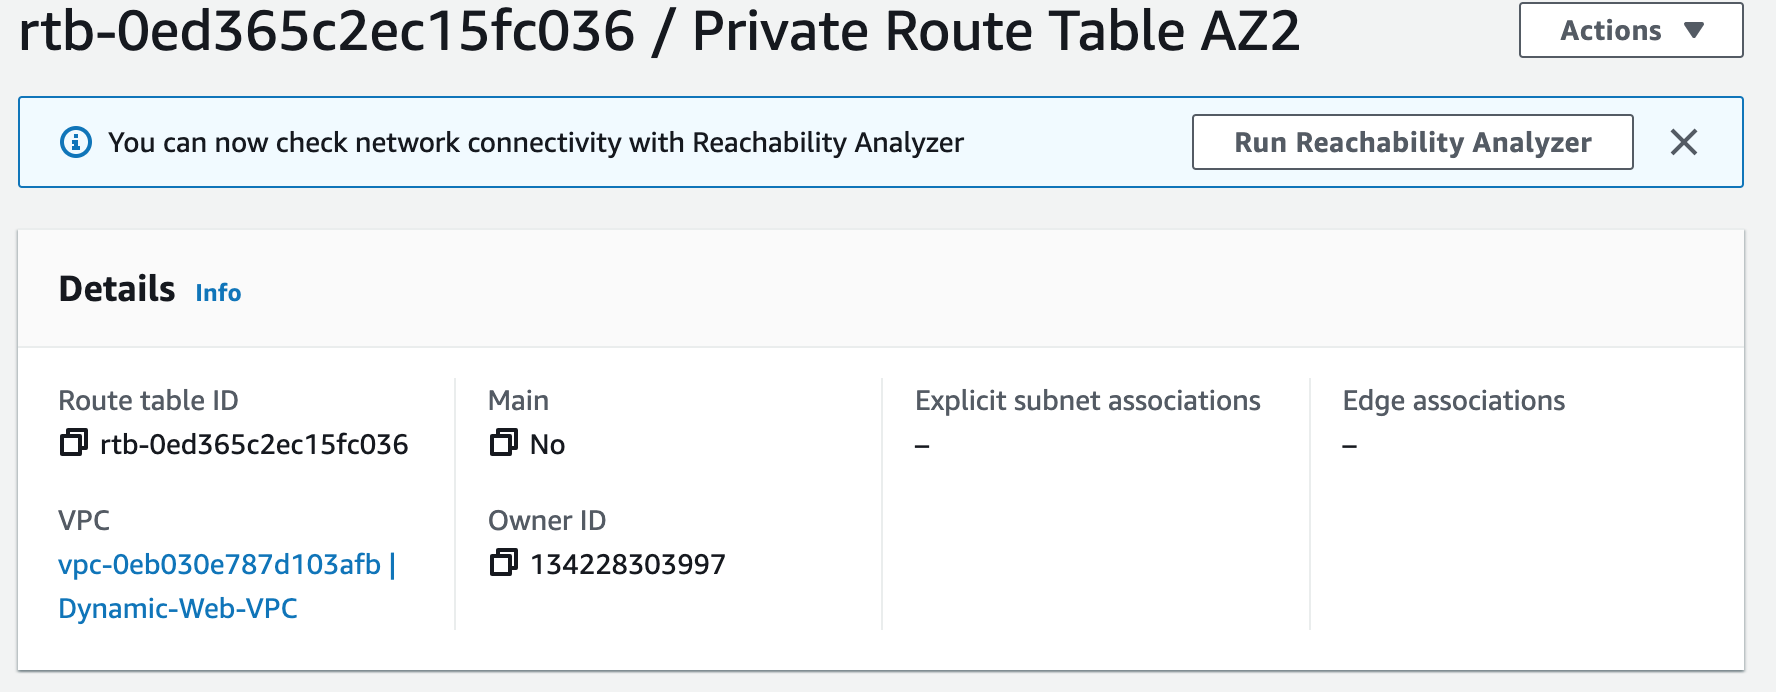 rtb-0ed365c2ec15fc036 / Private Route Table AZ2
Actions
You can now check network connectivity with Reachability Analyzer
Run Reachability Analyzer
Details Info
Route table ID
rtb-0ed365c2ec15fc036
Main
No
Explicit subnet associations
–
Edge associations
–
VPC
vpc-0eb030e787d103afb |
Dynamic-Web-VPC
Owner ID
134228303997